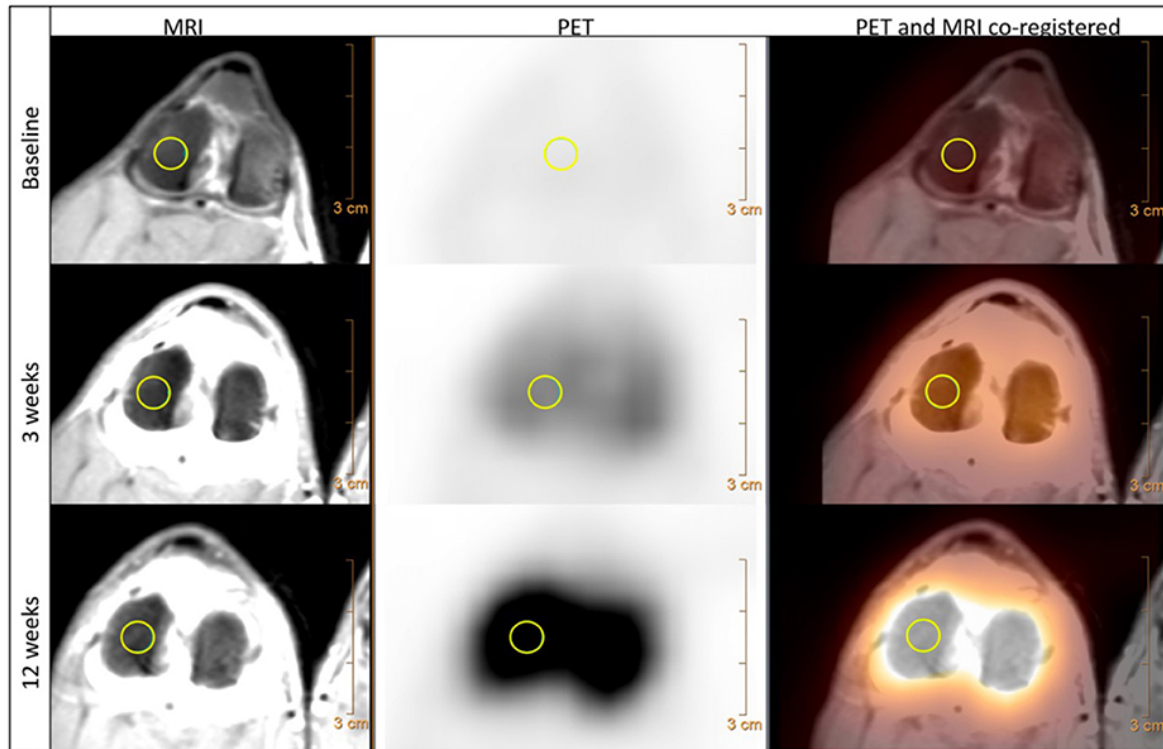 MRI PET PET and MRI co-registered
Baseline
3 cm 3 cm 3 cm
3 weeks
3 cm 3 cm 3 cm
12 weeks
3 cm 3 cm 3 cm